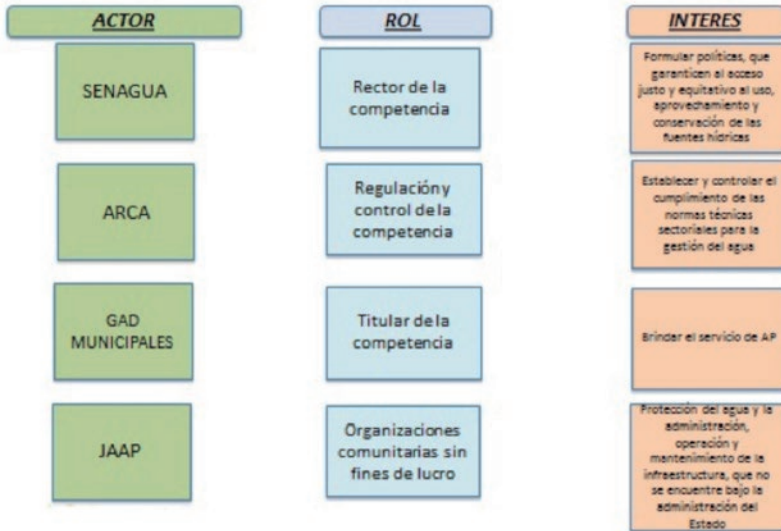 ACTOR
ROL
INTERES
SENAGUA
Rector de la
competencia
Formular políticas, que
garanticen al acceso
justo y equitativo al uso,
aprovechamiento y
conservación de las
fuentes hídricas
ARCA
Regulación y
control de la
competencia
Establecer y controlar el
cumplimiento de las
normas técnicas
sectoriales para la
gestión del agua
GAD
MUNICIPALES
Titular de la
competencia
Brindar el servicio de AP
JAAP
Organizaciones
comunitarias sin
fines de lucro
Protección del agua y la
administración,
operación y
mantenimiento de la
infraestructura, que no
se encuentre bajo la
administración del
Estado